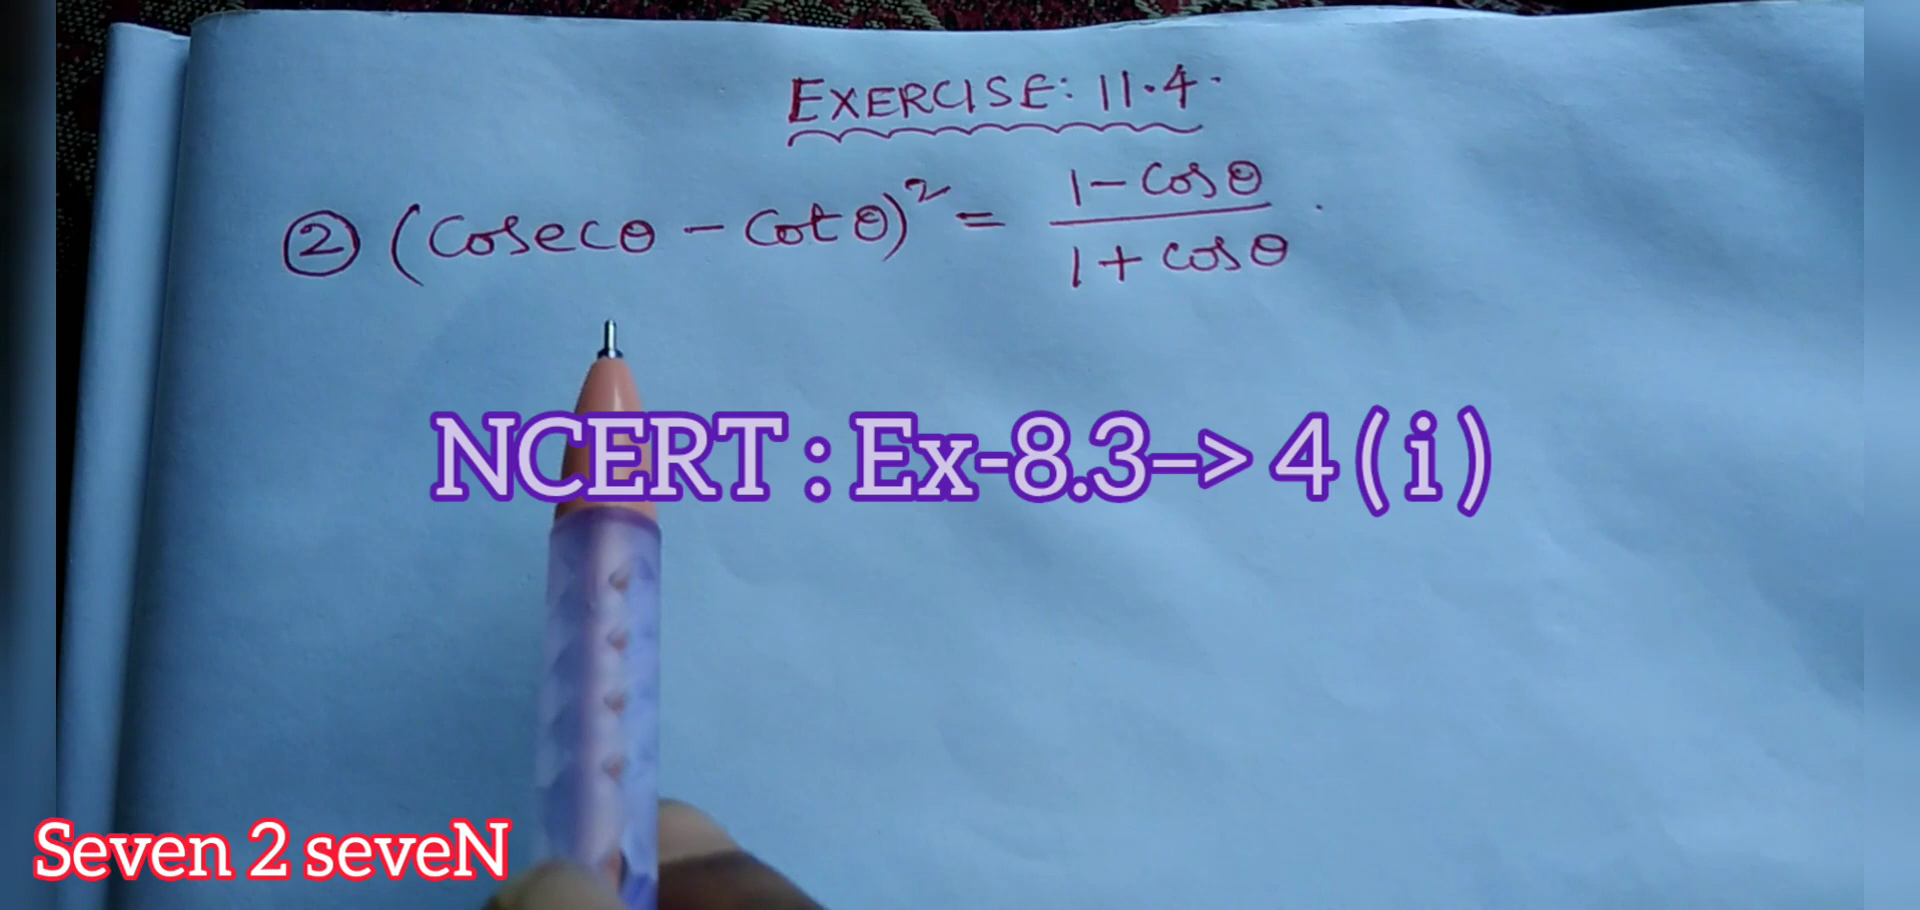 EXERCISE: 11.4.
② (Cosecθ - Cotθ)² = 1 - Cosθ / 1 + cosθ .
NCERT : Ex-8.3–> 4 ( i )
Seven 2 seveN